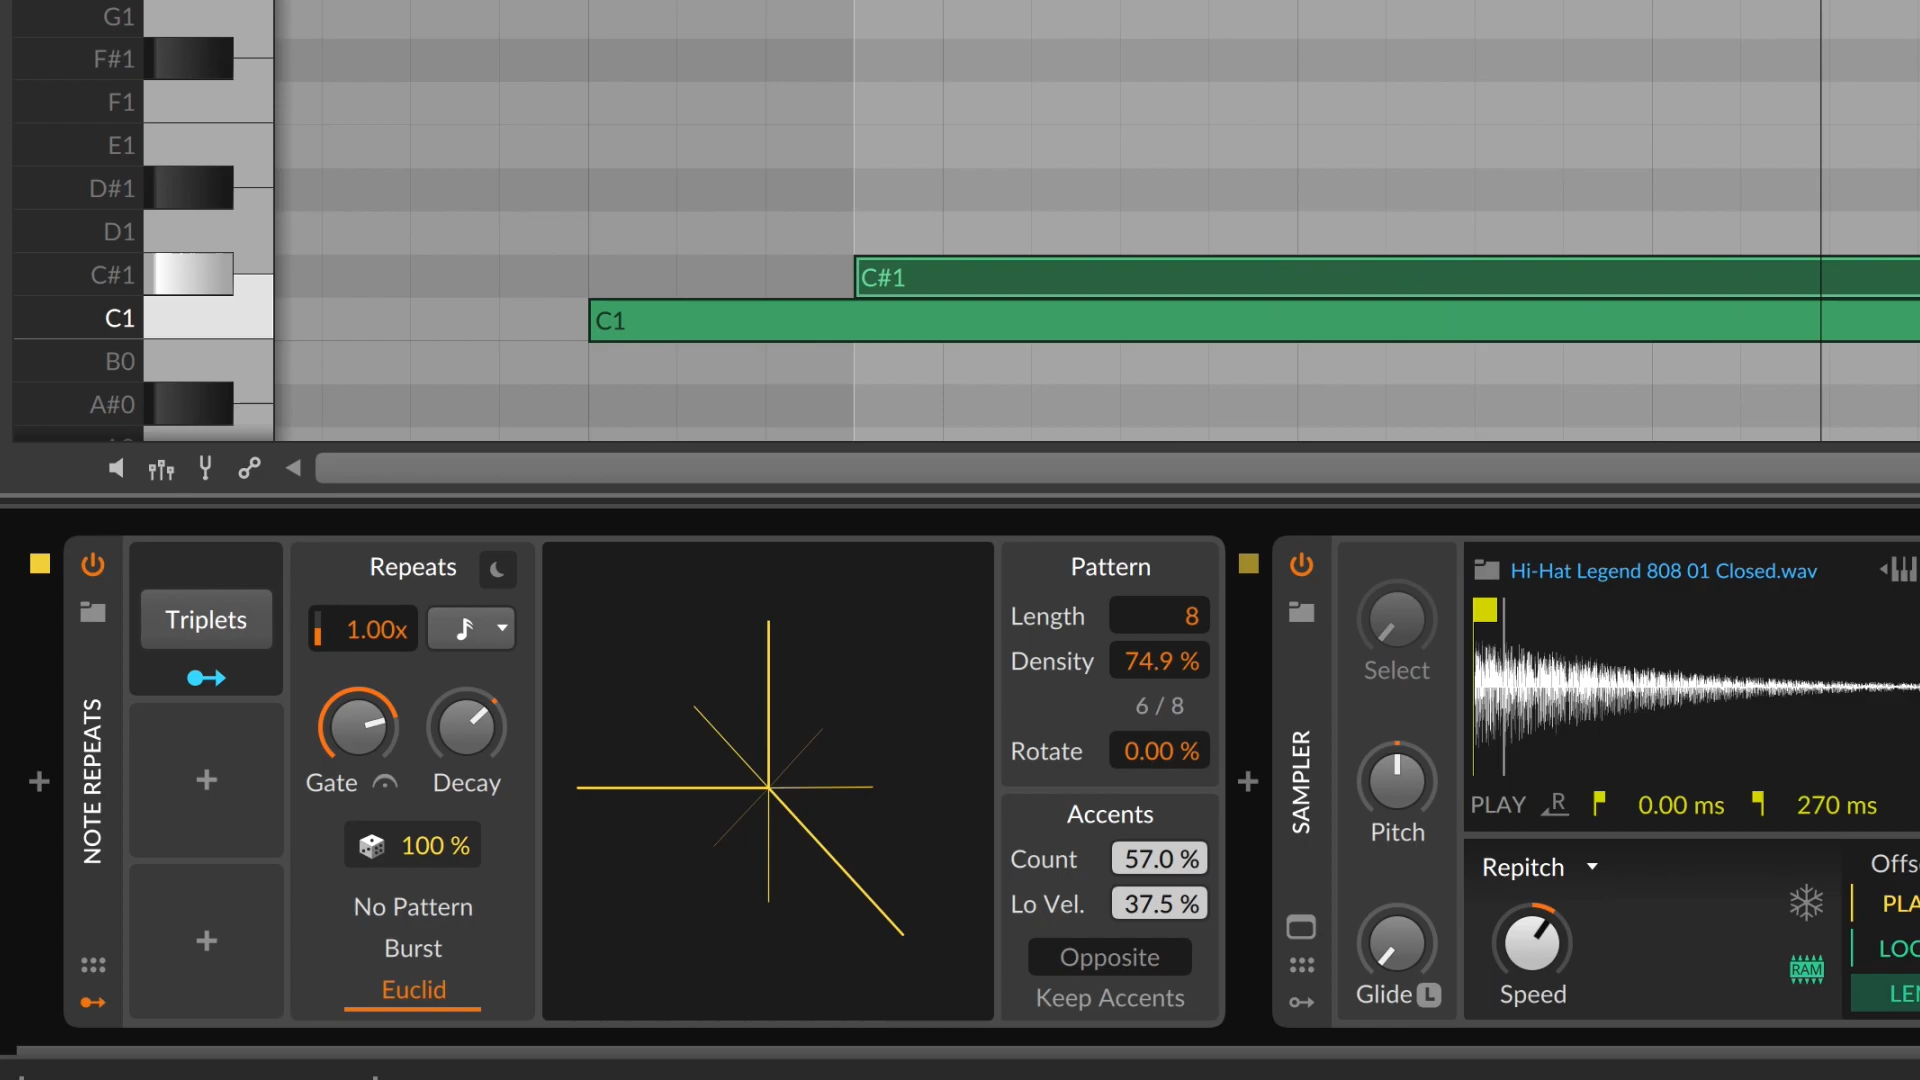 G1
F#1
F1
E1
D#1
D1
C#1
C#1
C1
C1
B0
A#0
NOTE REPEATS
Triplets
Repeats
1.00x
Gate
Decay
100 %
No Pattern
Burst
Euclid
Pattern
Length 8
Density 74.9 %
6 / 8
Rotate 0.00 %
Accents
Count 57.0 %
Lo Vel. 37.5 %
Opposite
Keep Accents
SAMPLER
Select
Pitch
Glide L
Hi-Hat Legend 808 01 Closed.wav
PLAY R 0.00 ms 270 ms
Repitch
Speed
RAM
Offs
PLA
LOO
LEN